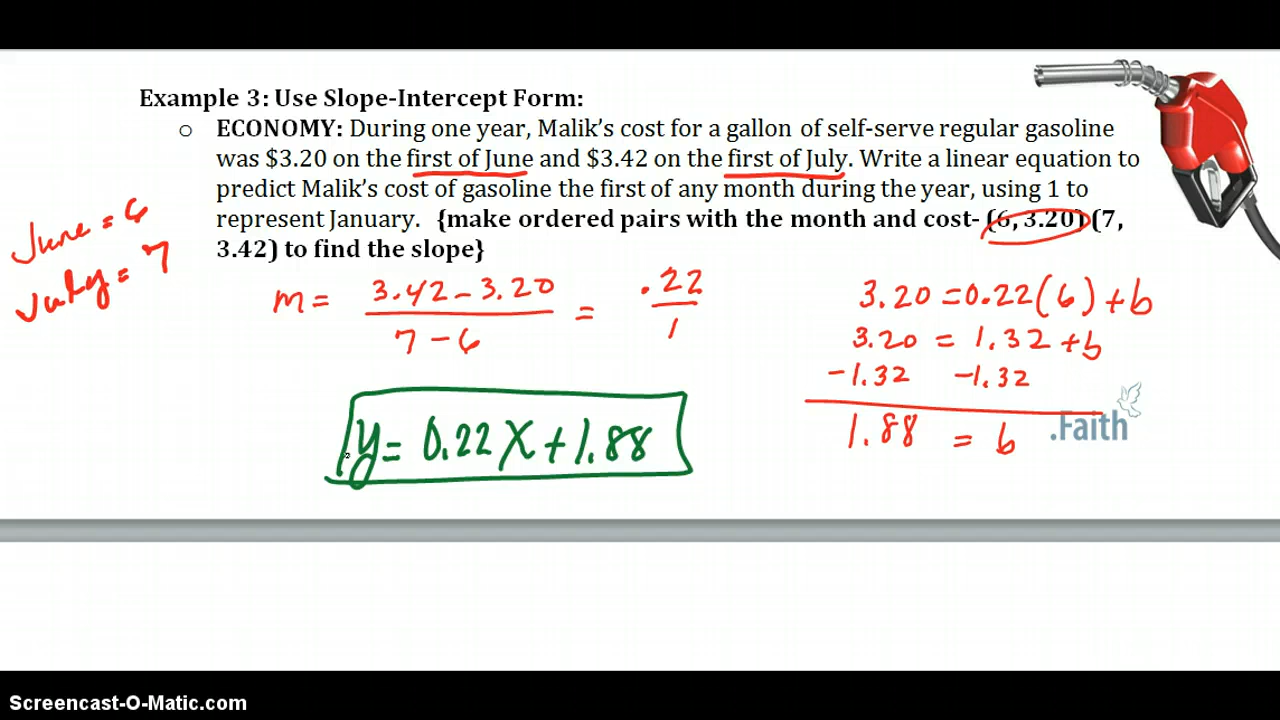 Example 3: Use Slope-Intercept Form:
o ECONOMY: During one year, Malik's cost for a gallon of self-serve regular gasoline
was $3.20 on the first of June and $3.42 on the first of July. Write a linear equation to
predict Malik's cost of gasoline the first of any month during the year, using 1 to
represent January. {make ordered pairs with the month and cost- (6, 3.20) (7,
3.42) to find the slope}
June = 6
July = 7
m = 3.42 - 3.20 = .22
7 - 6 1
3.20 = 0.22(6) + b
3.20 = 1.32 + b
-1.32 -1.32
1.88 = b
.Faith
y = 0.22x + 1.88
Screencast-O-Matic.com